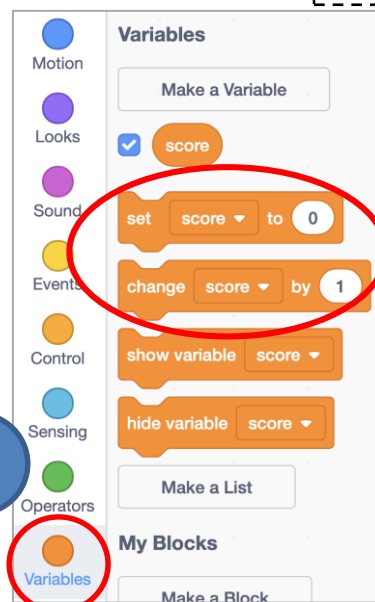 Motion
Looks
Sound
Events
Control
Sensing
Operators
Variables
Variables
Make a Variable
score
set score to 0
change score by 1
show variable score
hide variable score
Make a List
My Blocks
Make a Block